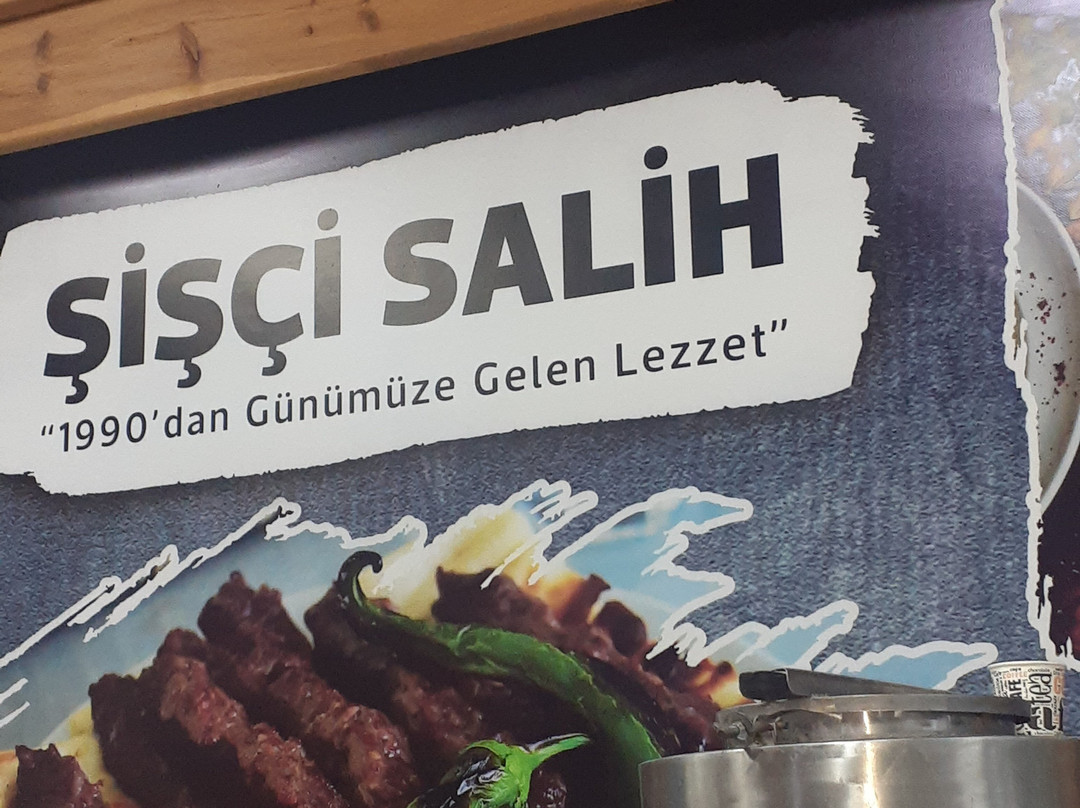 ŞİŞÇİ SALİH
“1990’dan Günümüze Gelen Lezzet”